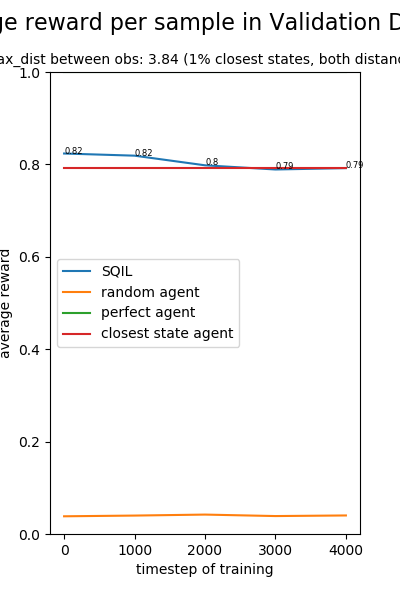 ge reward per sample in Validation D
ax_dist between obs: 3.84 (1% closest states, both distanc
1.0
0.82
0.82
0.8
0.79
0.79
0.8
0.6
SQIL
random agent
perfect agent
closest state agent
average reward
0.4
0.2
0.0
0
1000
2000
3000
4000
timestep of training